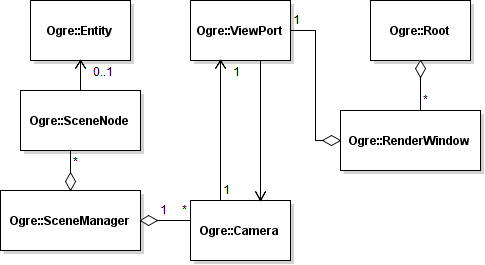 Ogre::Entity
Ogre::ViewPort
1
Ogre::Root
0..1
1
Ogre::SceneNode
*
Ogre::RenderWindow
*
1
Ogre::SceneManager
1
*
Ogre::Camera